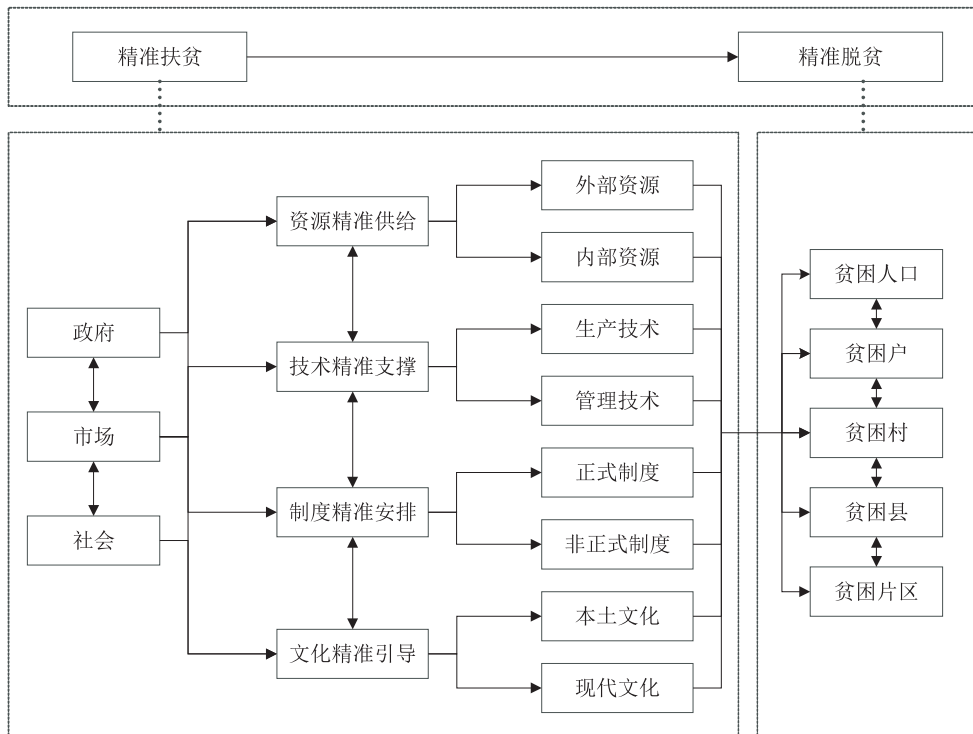 精准扶贫
精准脱贫
政府
市场
社会
资源精准供给
技术精准支撑
制度精准安排
文化精准引导
外部资源
内部资源
生产技术
管理技术
正式制度
非正式制度
本土文化
现代文化
贫困人口
贫困户
贫困村
贫困县
贫困片区